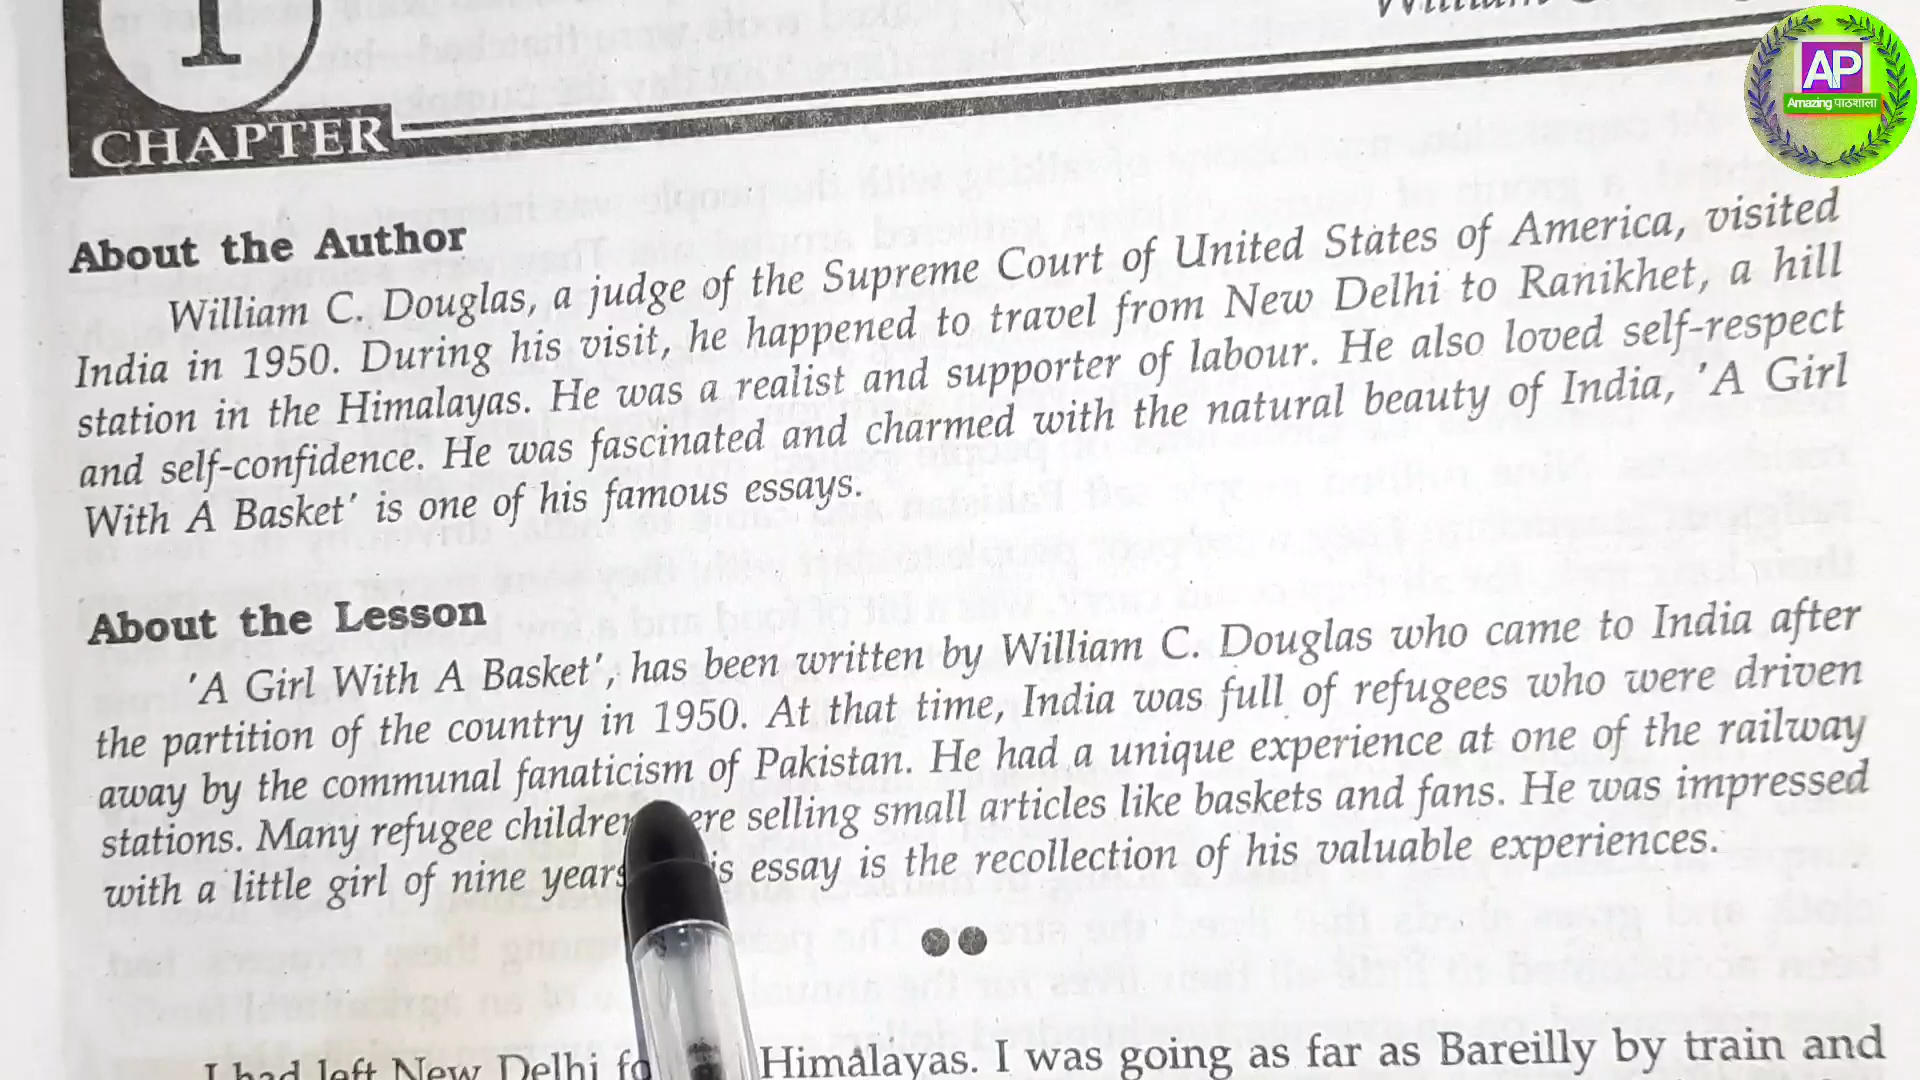 1
William
AP
Amazing पाठशाला
CHAPTER
About the Author
William C. Douglas, a judge of the Supreme Court of United States of America, visited
India in 1950. During his visit, he happened to travel from New Delhi to Ranikhet, a hill
station in the Himalayas. He was a realist and supporter of labour. He also loved self-respect
and self-confidence. He was fascinated and charmed with the natural beauty of India, 'A Girl
With A Basket' is one of his famous essays.
About the Lesson
'A Girl With A Basket', has been written by William C. Douglas who came to India after
the partition of the country in 1950. At that time, India was full of refugees who were driven
away by the communal fanaticism of Pakistan. He had a unique experience at one of the railway
stations. Many refugee children selling small articles like baskets and fans. He was impressed
with a little girl of nine years essay is the recollection of his valuable experiences.
I had left New Delhi Himalayas. I was going as far as Bareilly by train and